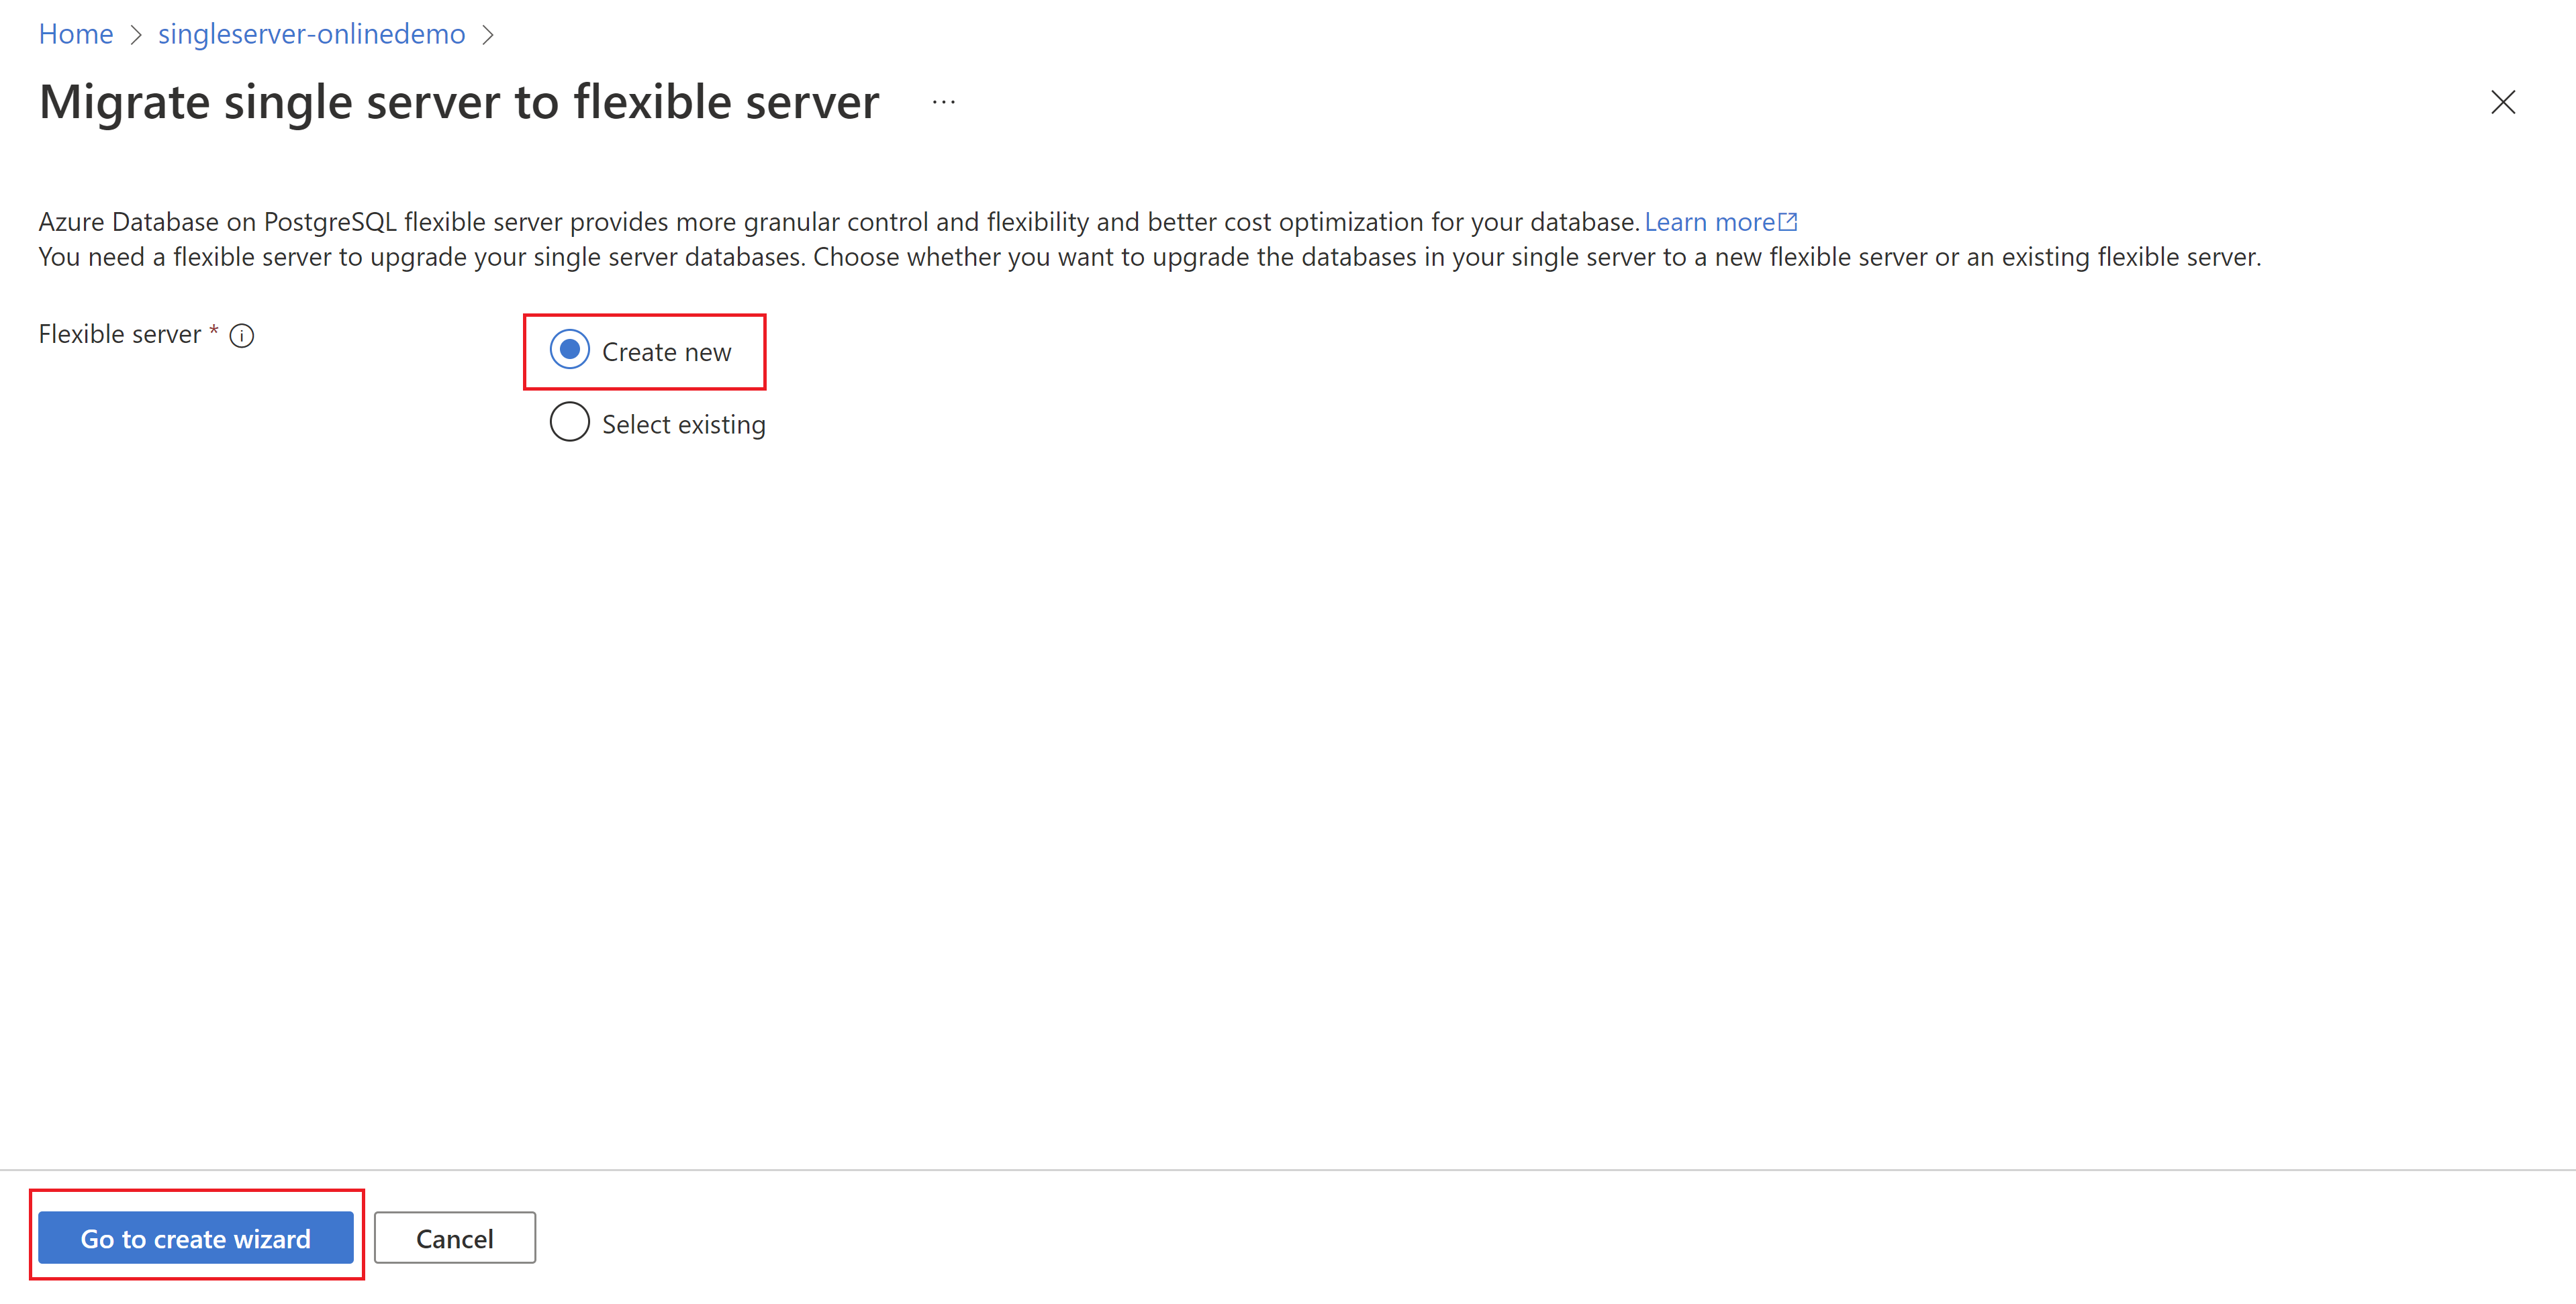 Home > singleserver-onlinedemo >
Migrate single server to flexible server ...
Azure Database on PostgreSQL flexible server provides more granular control and flexibility and better cost optimization for your database. Learn more
You need a flexible server to upgrade your single server databases. Choose whether you want to upgrade the databases in your single server to a new flexible server or an existing flexible server.
Flexible server *
Create new
Select existing
Go to create wizard
Cancel